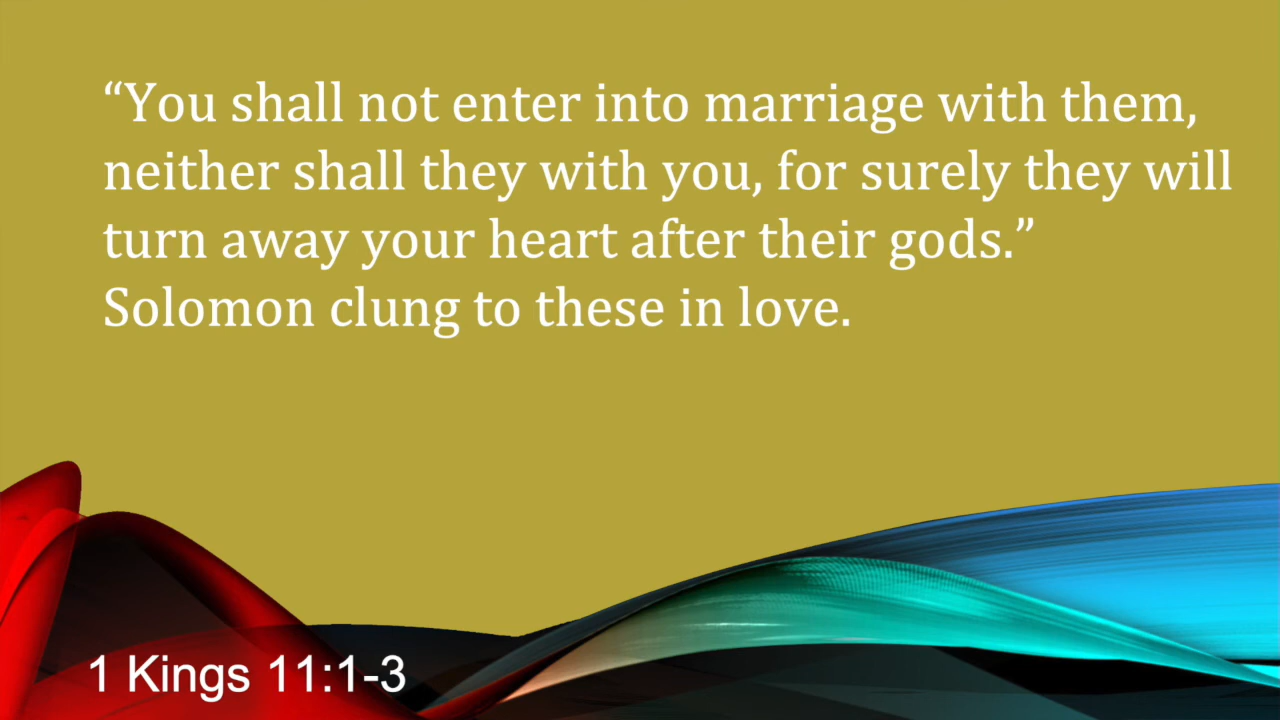 “You shall not enter into marriage with them,
neither shall they with you, for surely they will
turn away your heart after their gods.”
Solomon clung to these in love.
1 Kings 11:1-3